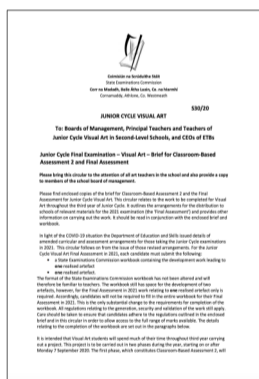 Coimisiún na Scrúduithe Stáit
State Examinations Commission
Corr na Madadh, Baile Átha Luain, Co. na hIarmhí
Cornamaddy, Athlone, Co. Westmeath
S30/20
JUNIOR CYCLE VISUAL ART
To: Boards of Management, Principal Teachers and Teachers of
Junior Cycle Visual Art in Second-Level Schools, and CEOs of ETBs
Junior Cycle Final Examination – Visual Art – Brief for Classroom-Based
Assessment 2 and Final Assessment
Please bring this circular to the attention of all art teachers in the school and also provide a copy
to members of the school board of management.
Please find enclosed copies of the brief for Classroom-Based Assessment 2 and the Final
Assessment for Junior Cycle Visual Art. This circular relates to the work to be completed for Visual
Art throughout the third year of Junior Cycle. It outlines the arrangements for the distribution to
schools of relevant materials for the 2021 examination (the 'Final Assessment') and provides other
information on carrying out the work. It should be read in conjunction with the enclosed brief and
workbook.
In light of the COVID-19 situation the Department of Education and Skills issued details of
amended curricular and assessment arrangements for those taking the Junior Cycle examinations
in 2021. This circular follows on from the issue of those revised arrangements. For the Junior
Cycle Visual Art Final Assessment in 2021, each candidate must submit the following:
• a State Examinations Commission workbook containing the development work leading to
one realised artefact
• one realised artefact.
The format of the State Examinations Commission workbook has not been altered and will
therefore be familiar to teachers. The workbook still has space for the development of two
artefacts, however, for the Final Assessment in 2021 work relating to one realised artefact only is
required. Accordingly, candidates will not be required to fill in the entire workbook for their Final
Assessment in 2021. This is the only substantial change to the requirements for completion of the
workbook. All regulations relating to the generation, security and validation of the work still apply.
Care should be taken to ensure that candidates adhere to the regulations outlined in the enclosed
brief and in this circular in order to allow access to the full range of marks available. The details
relating to the completion of the workbook are set out in the paragraphs below.
It is intended that Visual Art students will spend much of their time throughout third year carrying
out a project. This project is to be carried out in two phases during the year, starting on or after
Monday 7 September 2020. The first phase, which constitutes Classroom-Based Assessment 2, will